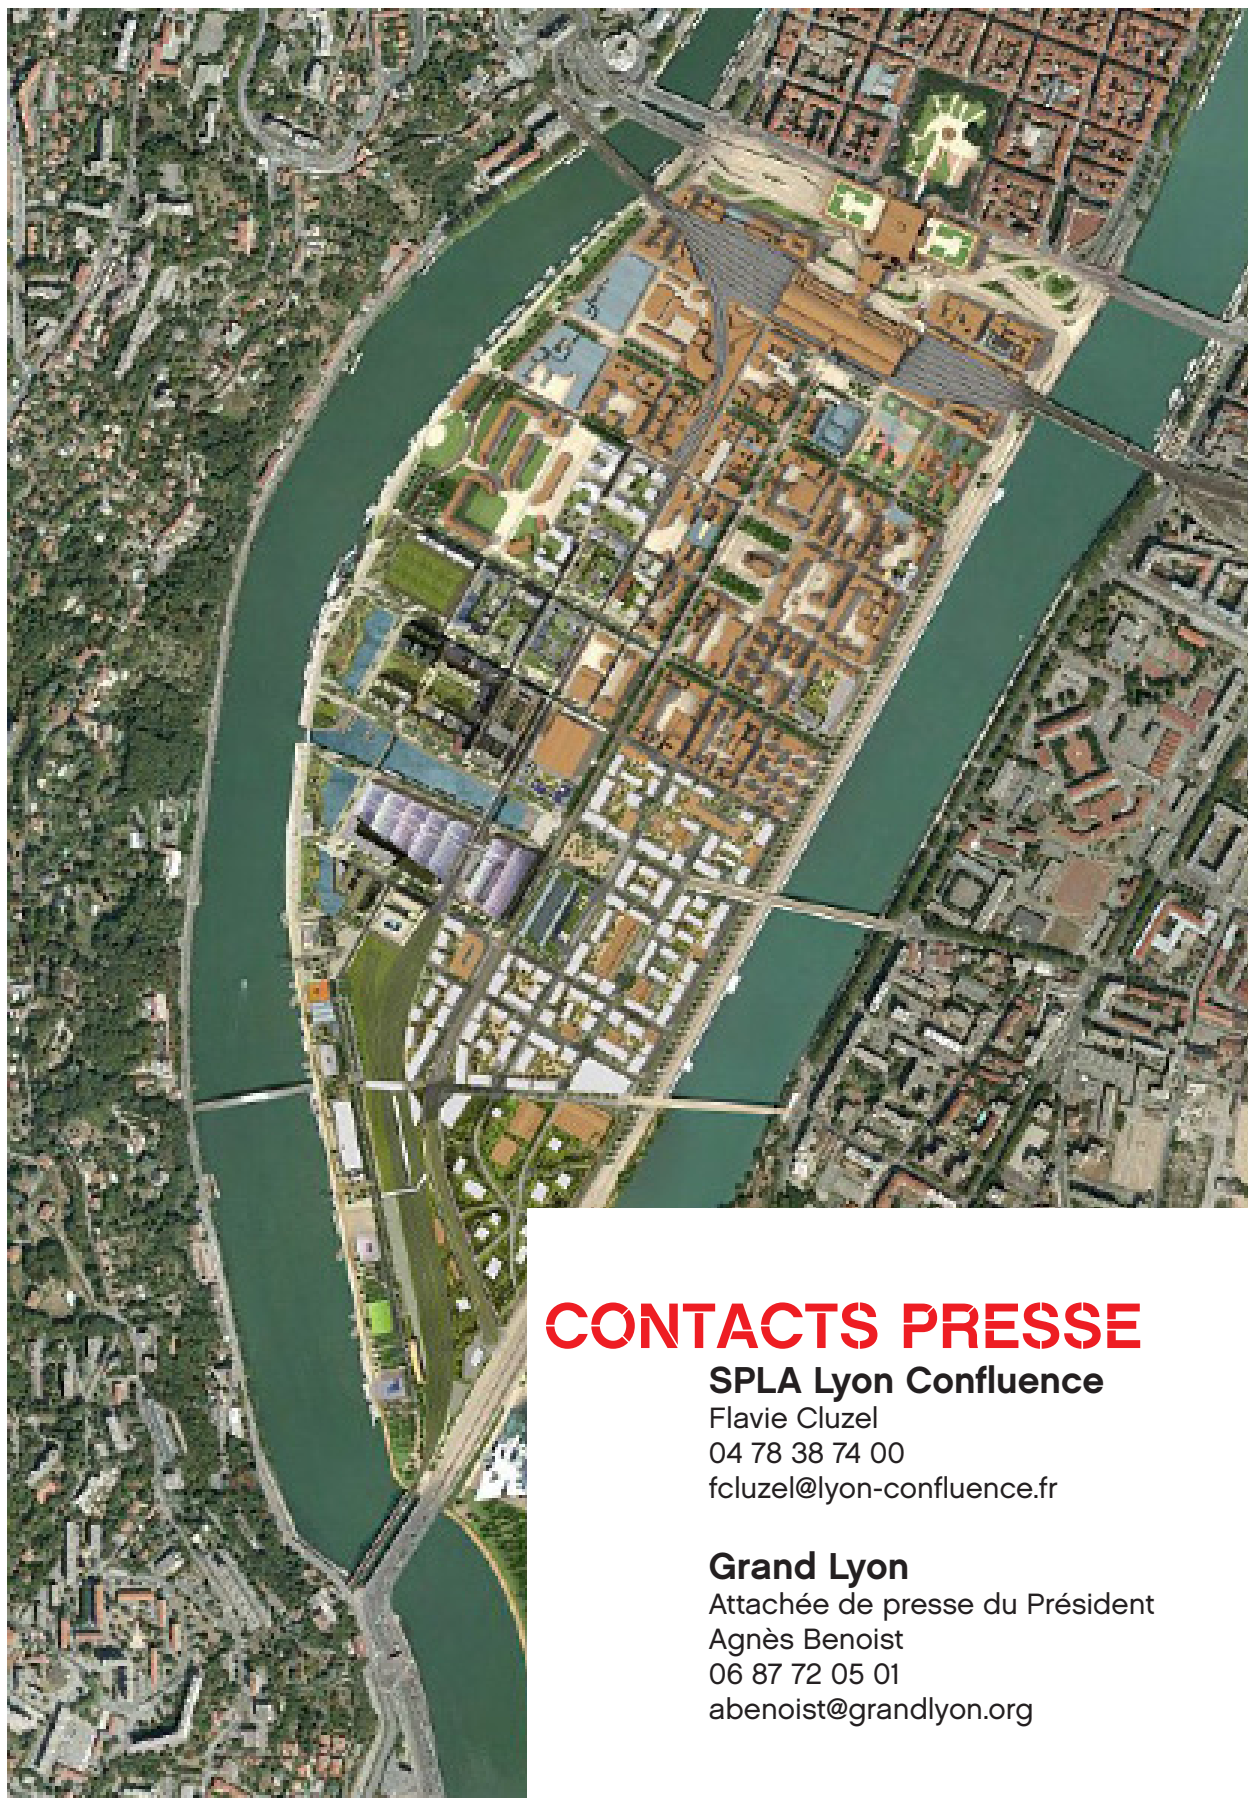 CONTACTS PRESSE
SPLA Lyon Confluence
Flavie Cluzel
04 78 38 74 00
fcluzel@lyon-confluence.fr
Grand Lyon
Attachée de presse du Président
Agnès Benoist
06 87 72 05 01
abenoist@grandlyon.org